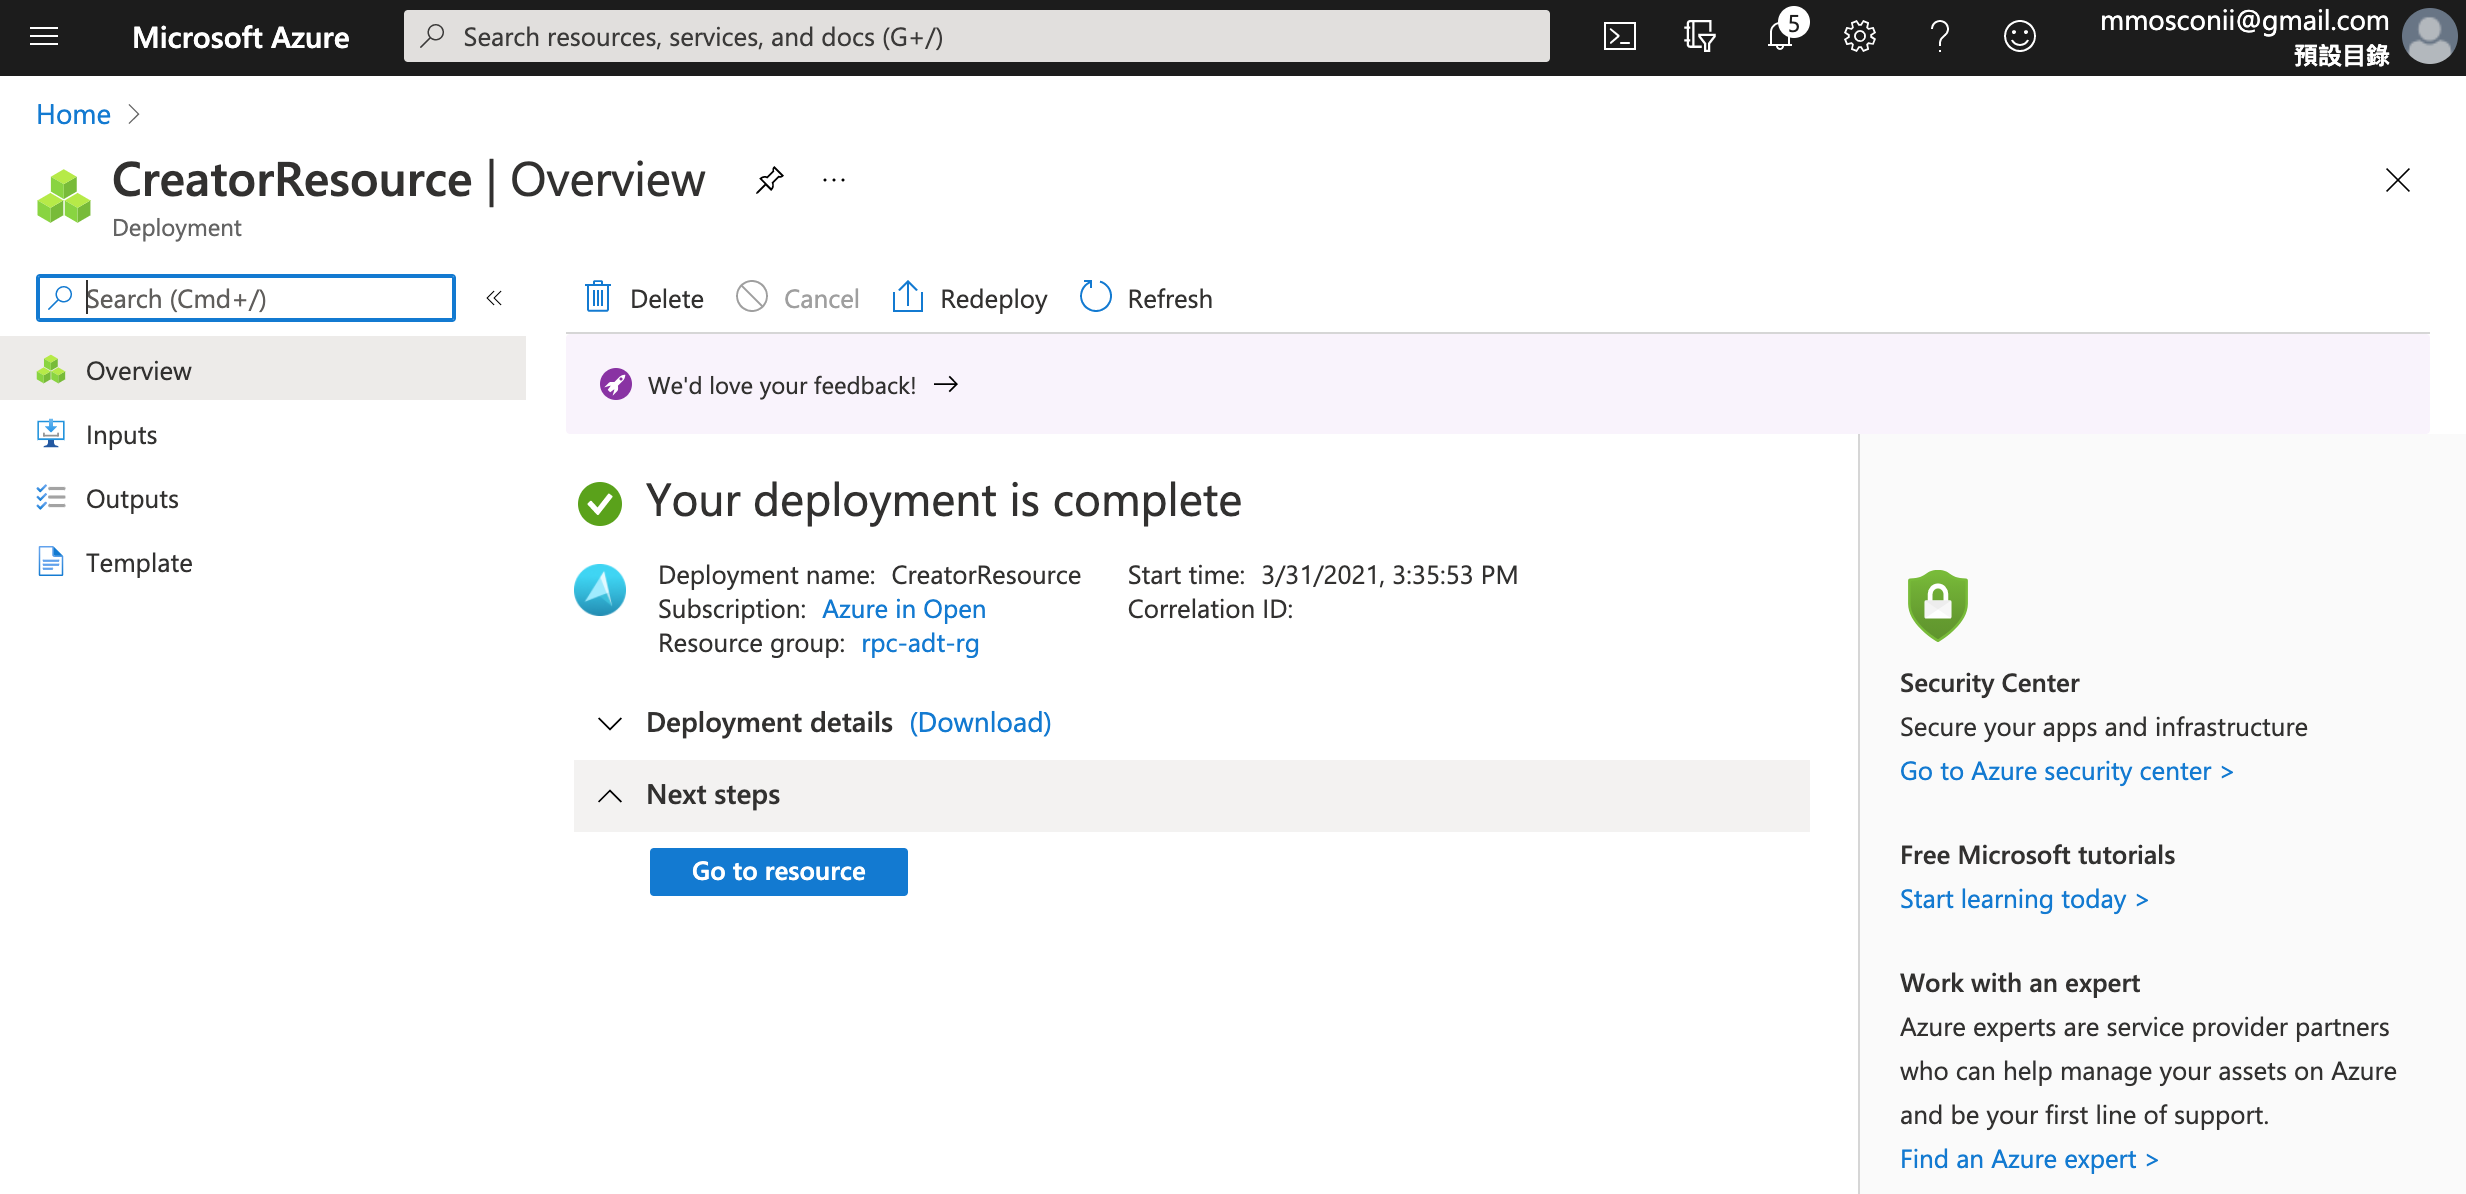 Microsoft Azure
Search resources, services, and docs (G+/)
5
mmosconii@gmail.com
預設目錄
Home
CreatorResource | Overview
Deployment
Search (Cmd+/)
Overview
Inputs
Outputs
Template
Delete
Cancel
Redeploy
Refresh
We'd love your feedback!
Your deployment is complete
Deployment name: CreatorResource
Subscription: Azure in Open
Resource group: rpc-adt-rg
Start time: 3/31/2021, 3:35:53 PM
Correlation ID:
Deployment details (Download)
Next steps
Go to resource
Security Center
Secure your apps and infrastructure
Go to Azure security center >
Free Microsoft tutorials
Start learning today >
Work with an expert
Azure experts are service provider partners
who can help manage your assets on Azure
and be your first line of support.
Find an Azure expert >